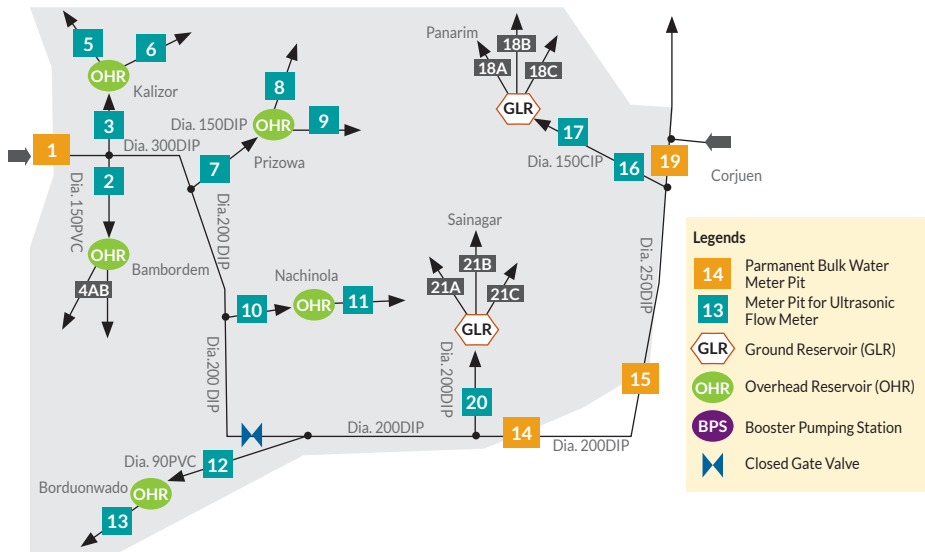 5
6
OHR
Kalizor
3
Dia. 300DIP
1
2
Dia. 150PVC
OHR
Bambordem
4AB
8
Dia. 150DIP
OHR
9
Prizowa
7
Dia.200 DIP
Nachinola
10
OHR
11
Dia.200 DIP
Panarim
18A
18B
18C
GLR
17
Dia. 150CIP
16
19
Corjuen
Sainagar
21A
21B
21C
GLR
Dia. 250DIP
Dia. 200DIP
20
15
Dia. 200DIP
14
Dia. 200DIP
Dia. 90PVC
12
Borduonwado
OHR
13
Legends
14
Parmanent Bulk Water
Meter Pit
13
Meter Pit for Ultrasonic
Flow Meter
GLR
Ground Reservoir (GLR)
OHR
Overhead Reservoir (OHR)
BPS
Booster Pumping Station
Closed Gate Valve